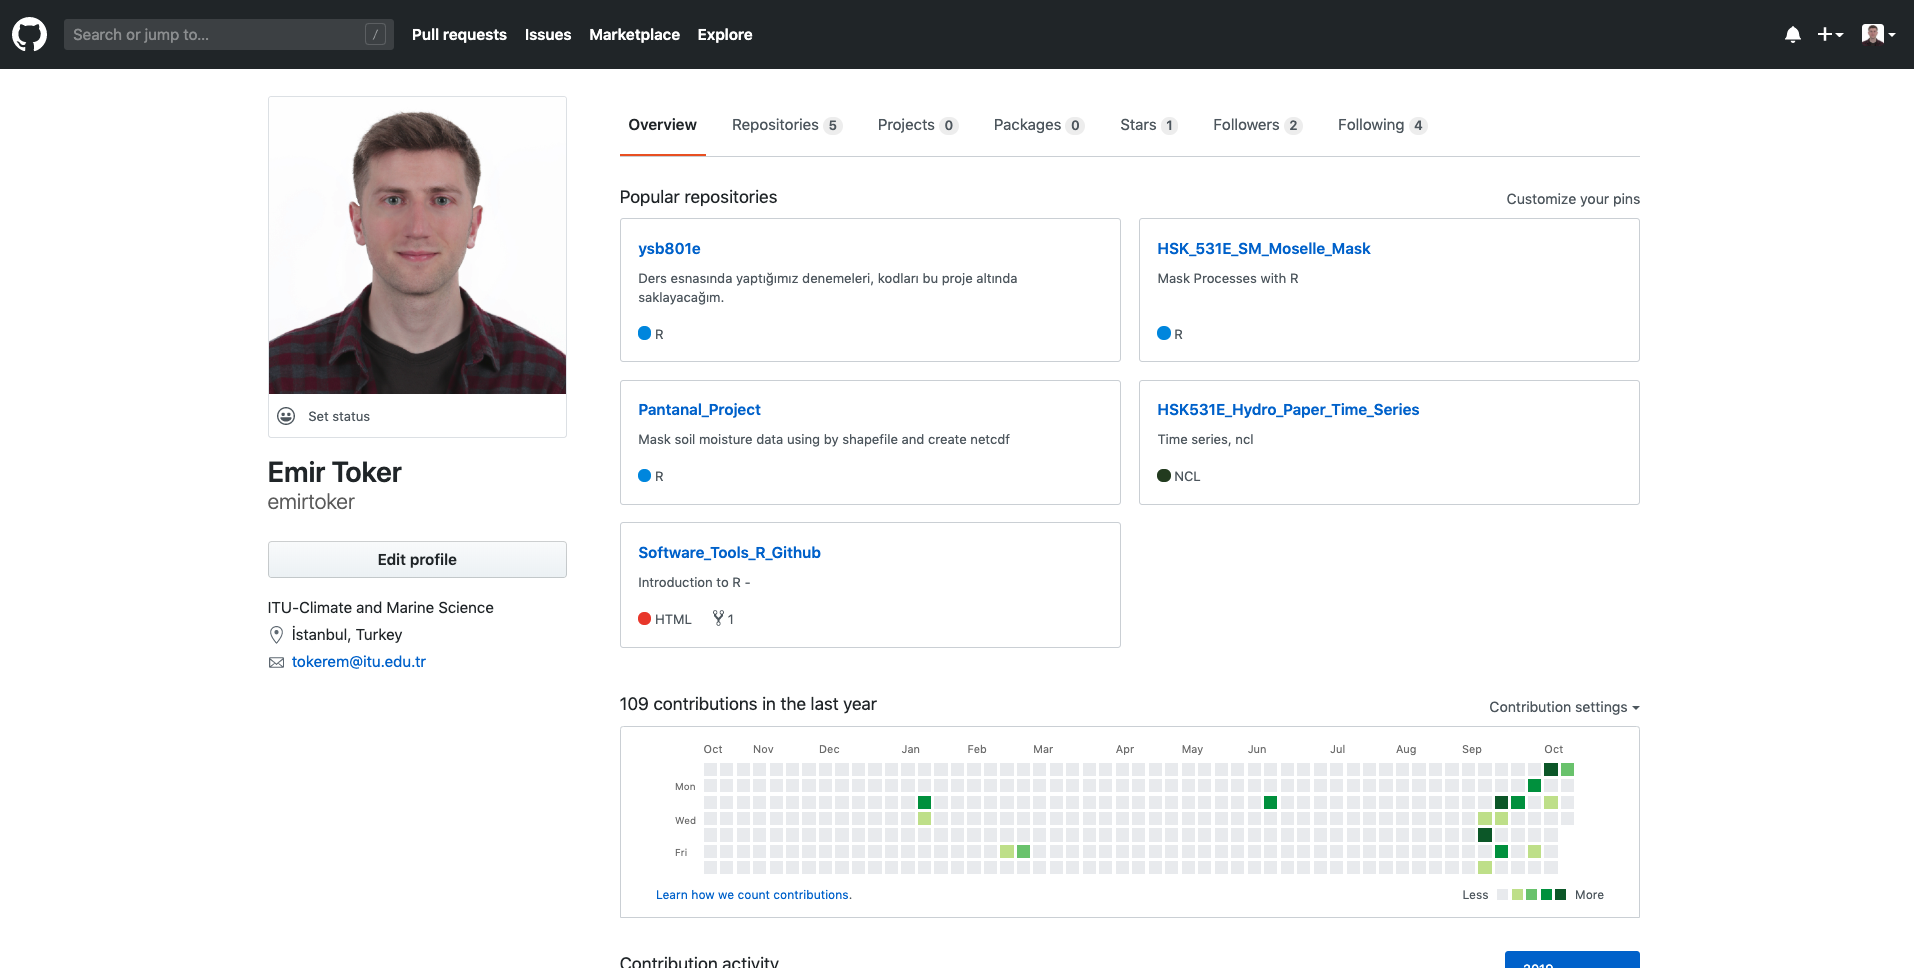 Search or jump to...
/
Pull requests
Issues
Marketplace
Explore
Set status
Emir Toker
emirtoker
Edit profile
ITU-Climate and Marine Science
İstanbul, Turkey
tokerem@itu.edu.tr
Overview
Repositories 5
Projects 0
Packages 0
Stars 1
Followers 2
Following 4
Popular repositories
Customize your pins
ysb801e
Ders esnasında yaptığımız denemeleri, kodları bu proje altında
saklayacağım.
R
HSK_531E_SM_Moselle_Mask
Mask Processes with R
R
Pantanal_Project
Mask soil moisture data using by shapefile and create netcdf
R
HSK531E_Hydro_Paper_Time_Series
Time series, ncl
NCL
Software_Tools_R_Github
Introduction to R -
HTML 1
109 contributions in the last year
Contribution settings
Oct Nov Dec Jan Feb Mar Apr May Jun Jul Aug Sep Oct
Mon
Wed
Fri
Learn how we count contributions.
Less More
Contribution activity
2019